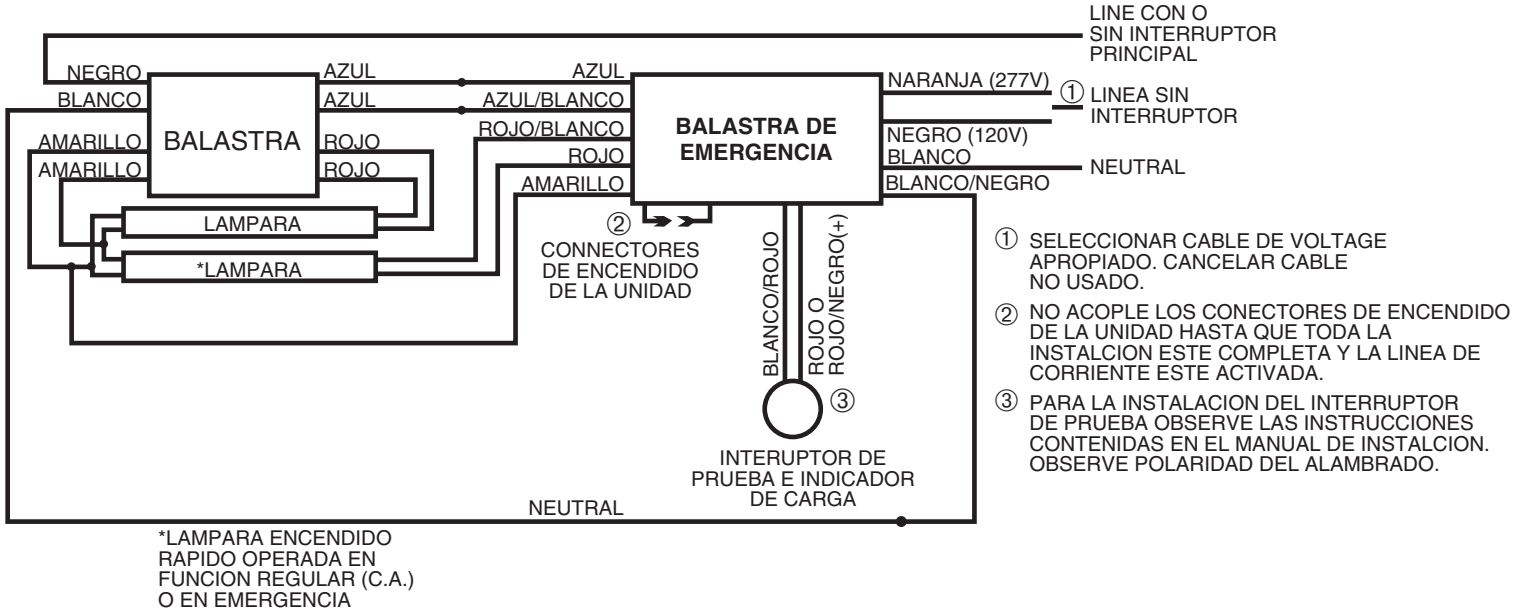 LINE CON O
SIN INTERRUPTOR
PRINCIPAL
NEGRO
BLANCO
AMARILLO
AMARILLO
BALASTRA
AZUL
AZUL
ROJO
ROJO
LAMPARA
*LAMPARA
AZUL
AZUL/BLANCO
ROJO/BLANCO
ROJO
AMARILLO
BALASTRA DE
EMERGENCIA
NARANJA (277V)
NEGRO (120V)
BLANCO
BLANCO/NEGRO
① LINEA SIN
INTERRUPTOR
NEUTRAL
②
CONNECTORES
DE ENCENDIDO
DE LA UNIDAD
BLANCO/ROJO
ROJO O
ROJO/NEGRO(+)
③
INTERUPTOR DE
PRUEBA E INDICADOR
DE CARGA
NEUTRAL
① SELECCIONAR CABLE DE VOLTAGE
APROPIADO. CANCELAR CABLE
NO USADO.
② NO ACOPLE LOS CONECTORES DE ENCENDIDO
DE LA UNIDAD HASTA QUE TODA LA
INSTALCION ESTE COMPLETA Y LA LINEA DE
CORRIENTE ESTE ACTIVADA.
③ PARA LA INSTALACION DEL INTERRUPTOR
DE PRUEBA OBSERVE LAS INSTRUCCIONES
CONTENIDAS EN EL MANUAL DE INSTALCION.
OBSERVE POLARIDAD DEL ALAMBRADO.
*LAMPARA ENCENDIDO
RAPIDO OPERADA EN
FUNCION REGULAR (C.A.)
O EN EMERGENCIA